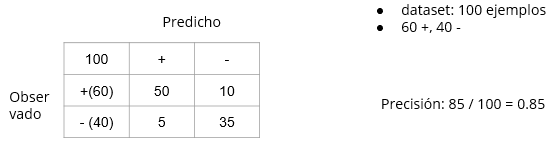 Predicho
100 + -
Obser
vado
+(60) 50 10
- (40) 5 35
● dataset: 100 ejemplos
● 60 +, 40 -
Precisión: 85 / 100 = 0.85